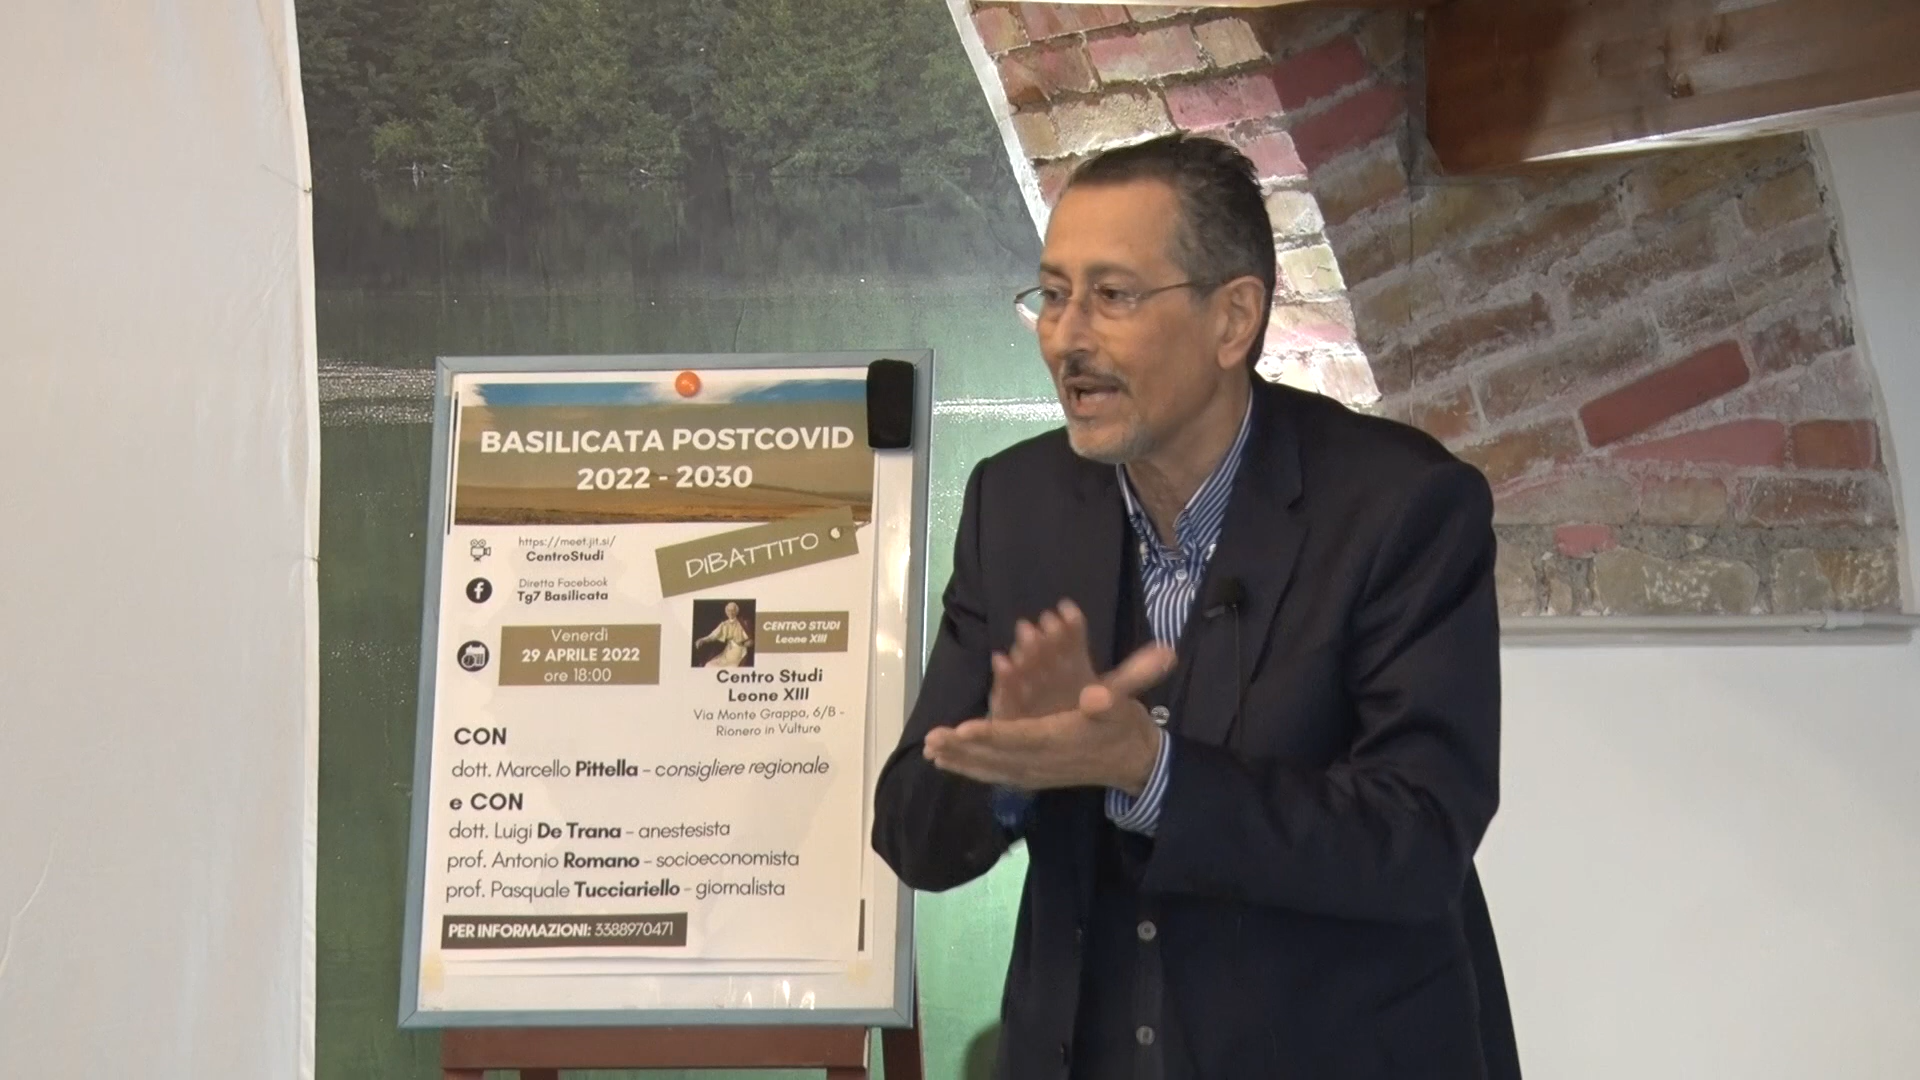 BASILICATA POSTCOVID
2022 - 2030
https://meet.jit.si/
CentroStudi
DIBATTITO
Diretta Facebook
Tg7 Basilicata
CENTRO STUDI
Leone XIII
Venerdì
29 APRILE 2022
ore 18:00
Centro Studi
Leone XIII
Via Monte Grappa, 6/B -
Rionero in Vulture
CON
dott. Marcello Pittella - consigliere regionale
e CON
dott. Luigi De Trana - anestesista
prof. Antonio Romano - socioeconomista
prof. Pasquale Tucciariello - giornalista
PER INFORMAZIONI: 3388970471